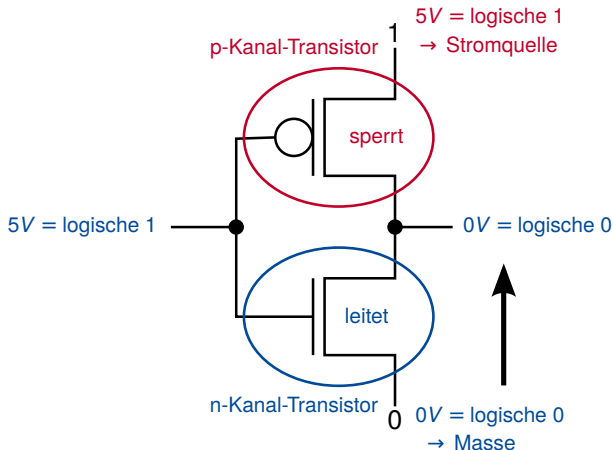 1
5V = logische 1
→ Stromquelle
p-Kanal-Transistor
sperrt
5V = logische 1
0V = logische 0
leitet
n-Kanal-Transistor
0
0V = logische 0
→ Masse